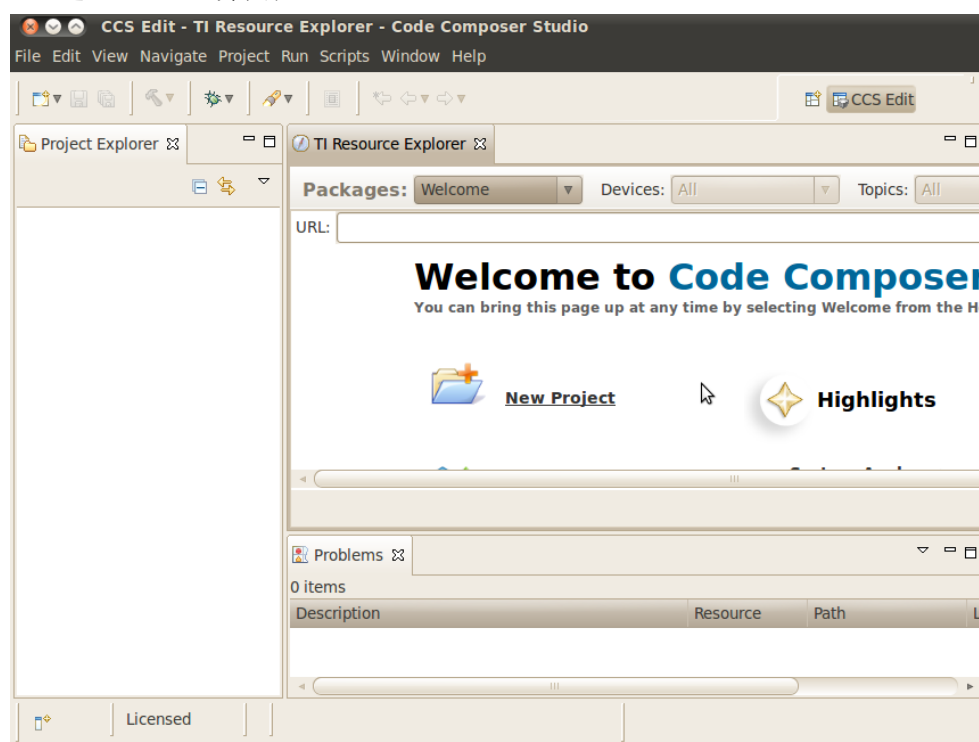 CCS Edit - TI Resource Explorer - Code Composer Studio
File Edit View Navigate Project Run Scripts Window Help
CCS Edit
Project Explorer
TI Resource Explorer
Packages: Welcome Devices: All Topics: All
URL:
Welcome to Code Composer
You can bring this page up at any time by selecting Welcome from the H
New Project
Highlights
Problems
0 items
Description Resource Path L
Licensed